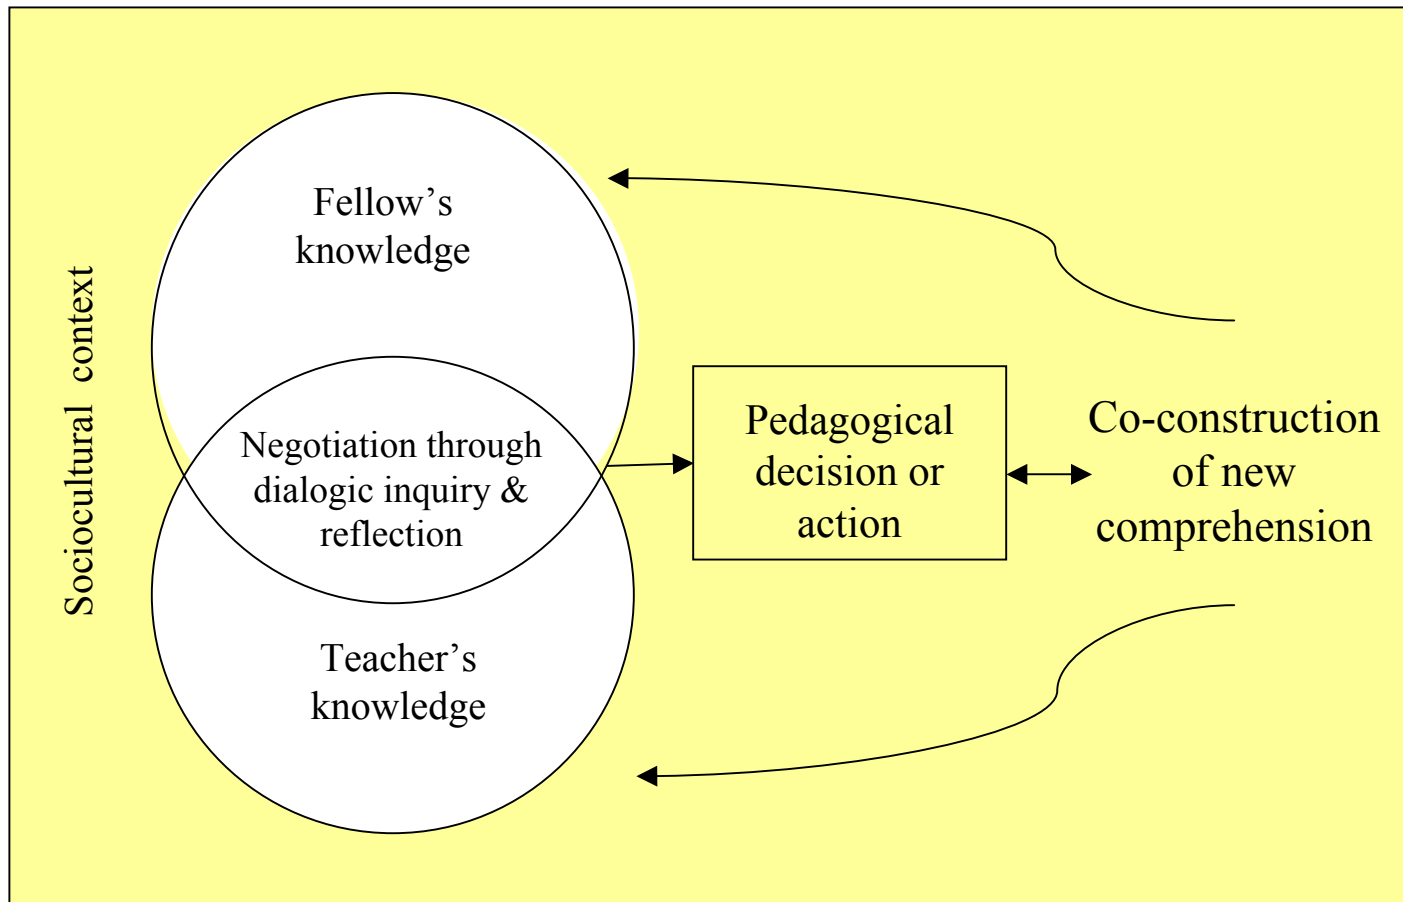 Sociocultural context
Fellow’s
knowledge
Negotiation through
dialogic inquiry &
reflection
Teacher’s
knowledge
Pedagogical
decision or
action
Co-construction
of new
comprehension